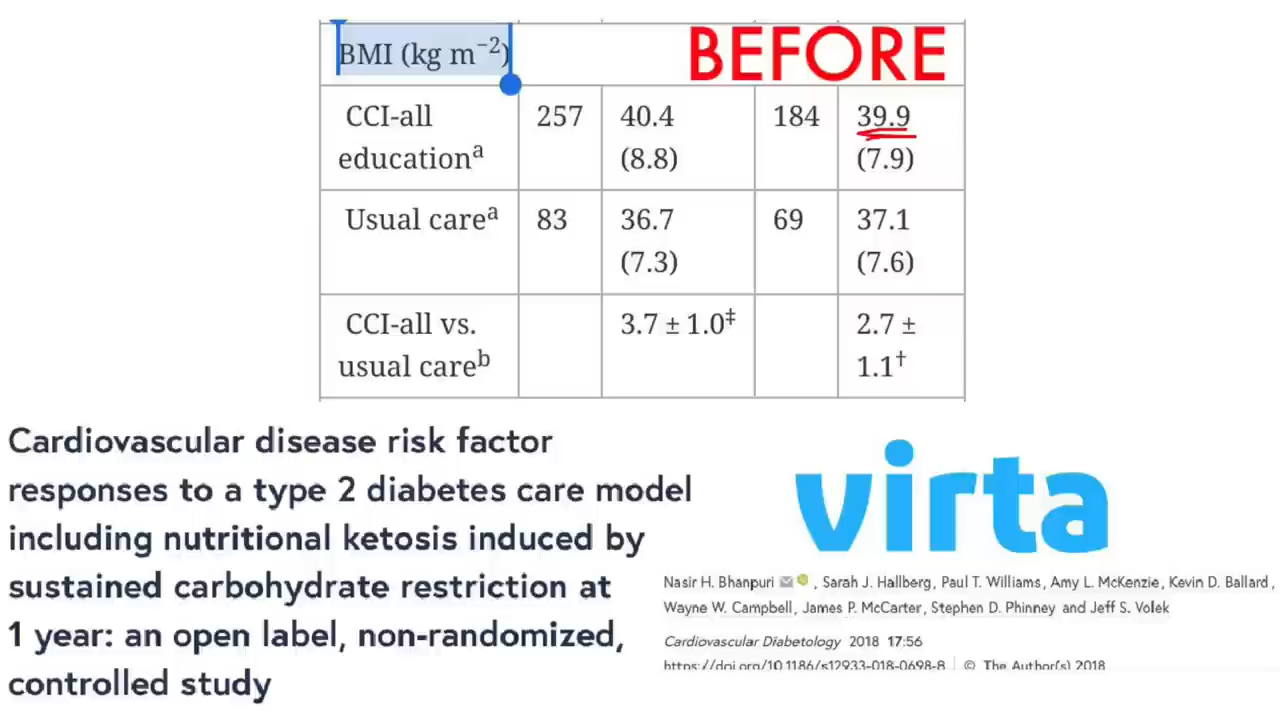 BMI (kg m⁻²)
BEFORE
CCI-all education^a 257 40.4 (8.8) 184 39.9 (7.9)
Usual care^a 83 36.7 (7.3) 69 37.1 (7.6)
CCI-all vs. usual care^b 3.7 ± 1.0‡ 2.7 ± 1.1†
Cardiovascular disease risk factor
responses to a type 2 diabetes care model
including nutritional ketosis induced by
sustained carbohydrate restriction at
1 year: an open label, non-randomized,
controlled study
virta
Nasir H. Bhanpuri, Sarah J. Hallberg, Paul T. Williams, Amy L. McKenzie, Kevin D. Ballard,
Wayne W. Campbell, James P. McCarter, Stephen D. Phinney and Jeff S. Volek
Cardiovascular Diabetology 2018 17:56
https://doi.org/10.1186/s12933-018-0698-8 | © The Author(s) 2018